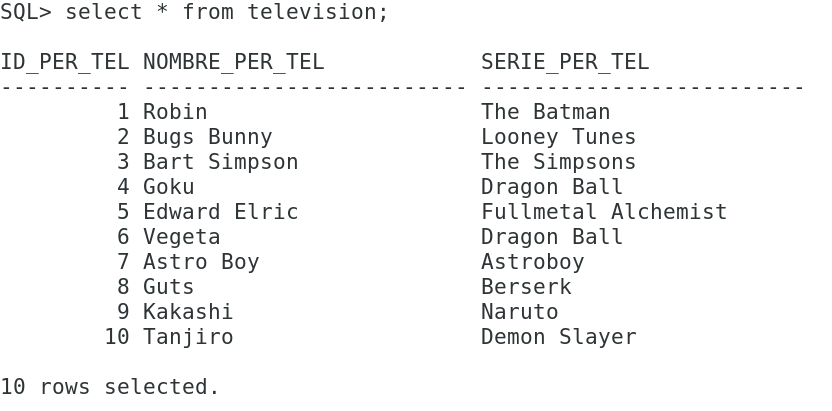 SQL> select * from television;
ID_PER_TEL NOMBRE_PER_TEL            SERIE_PER_TEL
---------- ------------------------- -------------------------
         1 Robin                     The Batman
         2 Bugs Bunny                Looney Tunes
         3 Bart Simpson              The Simpsons
         4 Goku                      Dragon Ball
         5 Edward Elric              Fullmetal Alchemist
         6 Vegeta                    Dragon Ball
         7 Astro Boy                 Astroboy
         8 Guts                      Berserk
         9 Kakashi                   Naruto
        10 Tanjiro                   Demon Slayer
10 rows selected.